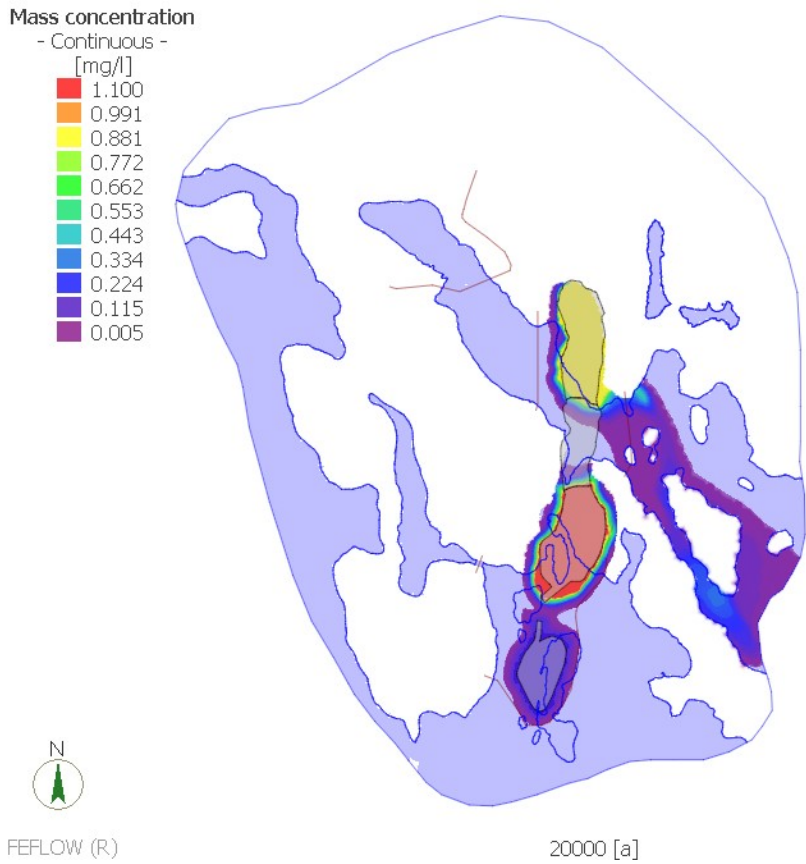 Mass concentration
- Continuous -
[mg/l]
1.100
0.991
0.881
0.772
0.662
0.553
0.443
0.334
0.224
0.115
0.005
N
FEFLOW (R)
20000 [a]